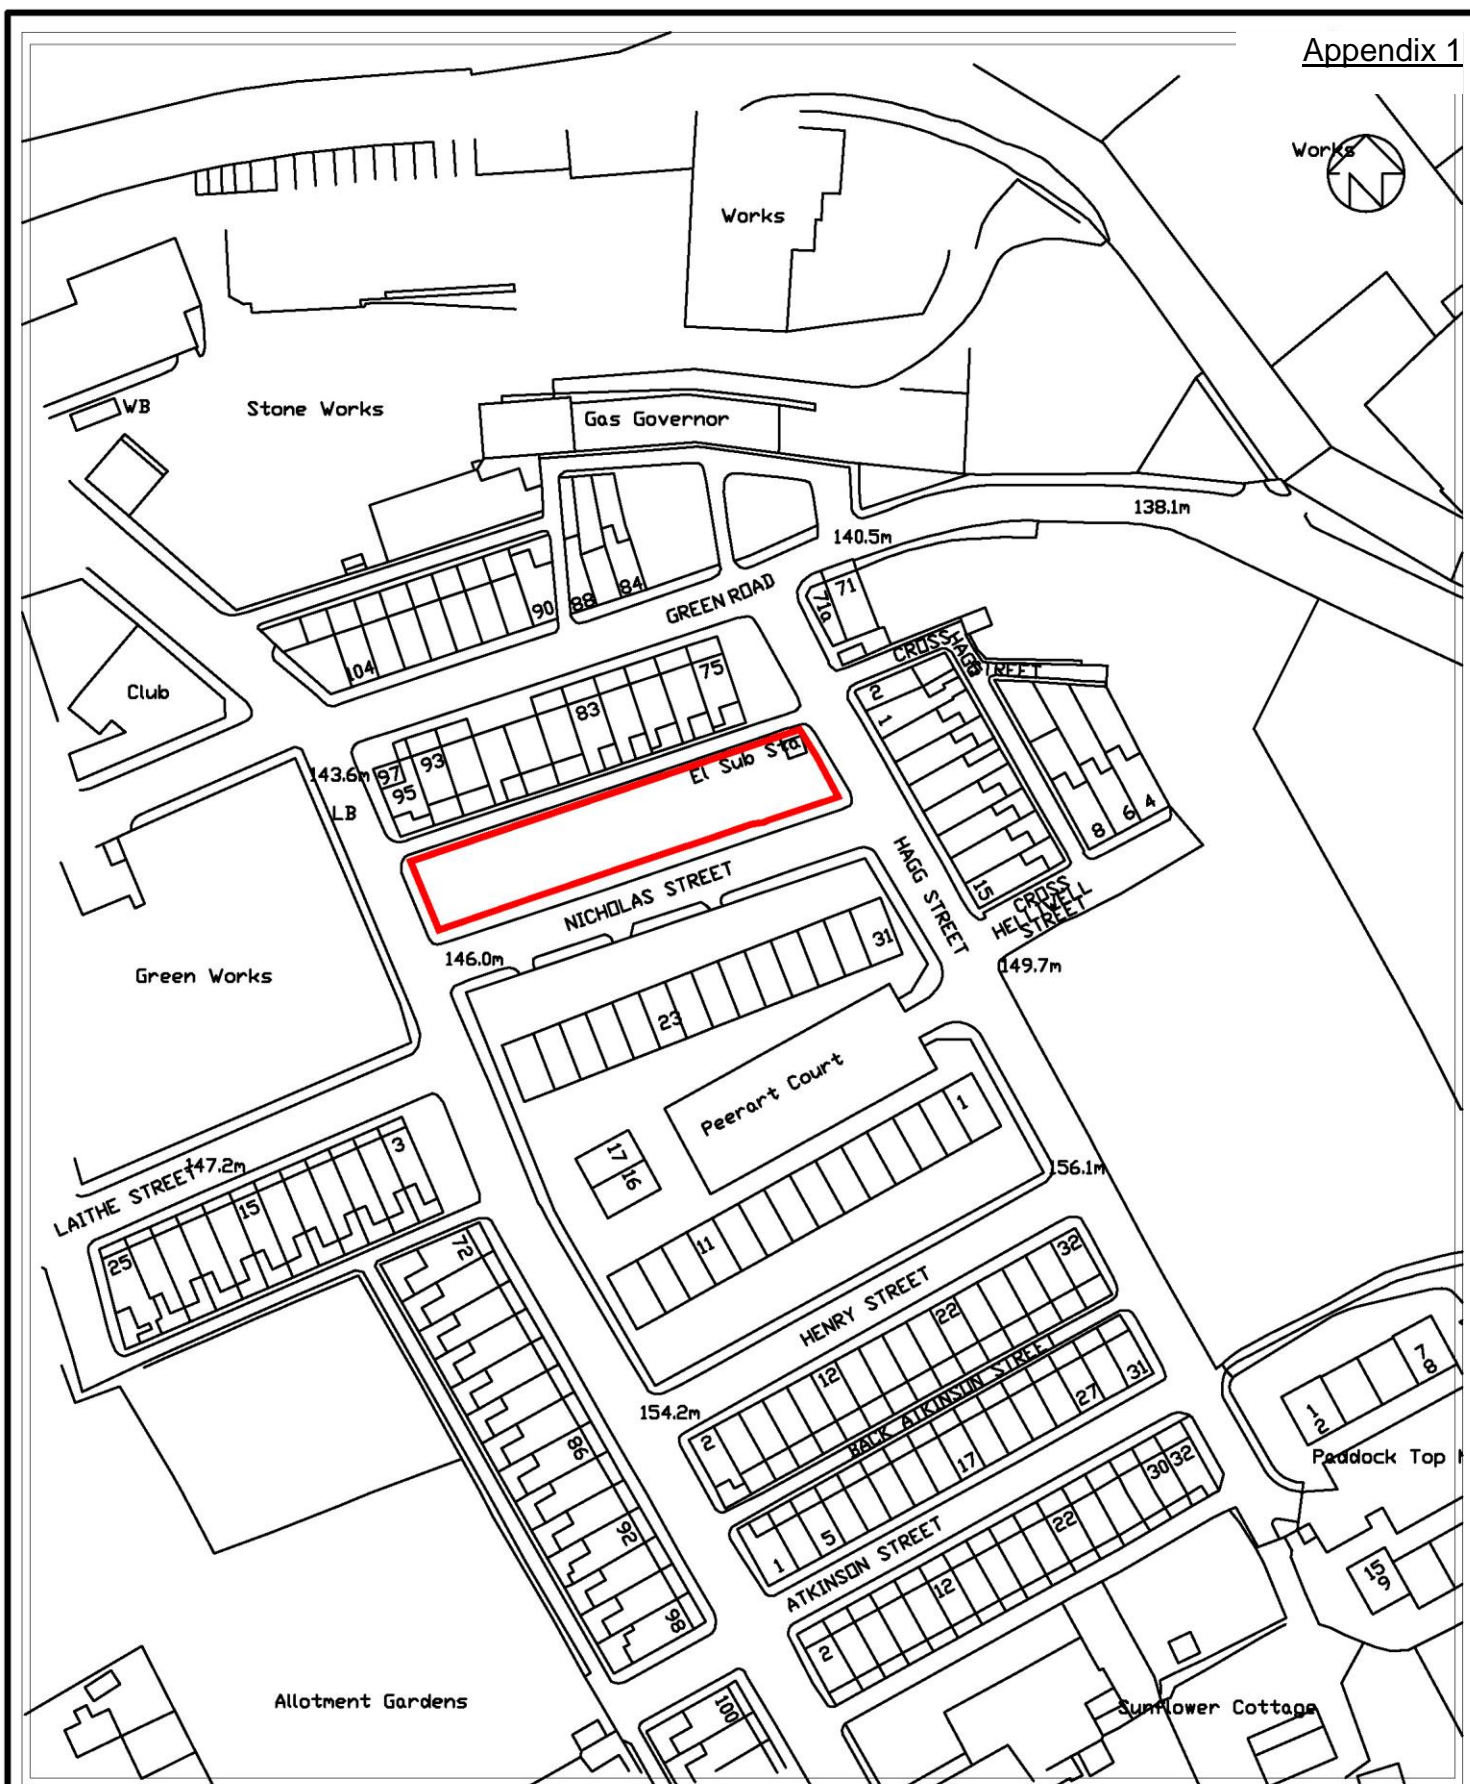 Appendix 1
Works
N
Works
WB
Stone Works
Gas Governor
138.1m
140.5m
84
88
90
GREEN ROAD
71
71a
104
CROSS
HAGG
STREET
Club
75
2
83
1
93
97
143.6m
95
El Sub Sta
LB
8
6
4
NICHOLAS STREET
HAGG STREET
15
CROSS
HELLIWELL
STREET
31
146.0m
149.7m
Green Works
23
Peerart Court
1
3
17
16
156.1m
147.2m
LAITHE STREET
15
25
72
11
32
HENRY STREET
22
12
BACK ATKINSON STREET
7
8
31
27
1
2
154.2m
2
86
17
Paddock Top
30
32
5
1
22
92
ATKINSON STREET
12
15
9
98
2
Allotment Gardens
100
Sunflower Cottage